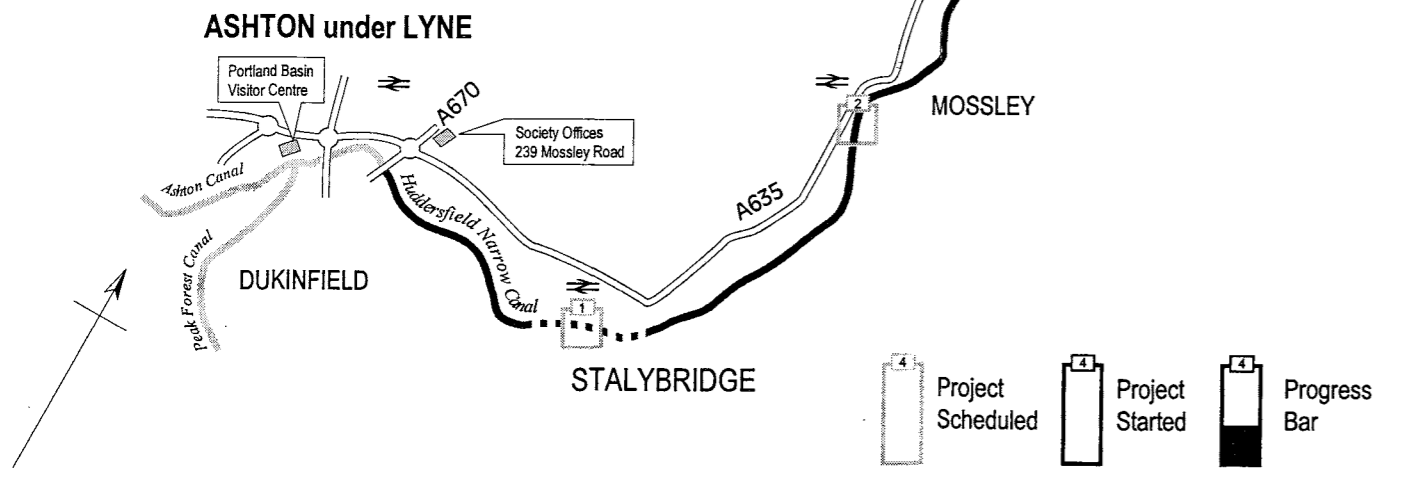 ASHTON under LYNE
Portland Basin
Visitor Centre
A670
Society Offices
239 Mossley Road
2
MOSSLEY
Ashton Canal
Huddersfield Narrow Canal
A635
Peak Forest Canal
DUKINFIELD
1
STALYBRIDGE
4
Project
Scheduled
4
Project
Started
4
Progress
Bar